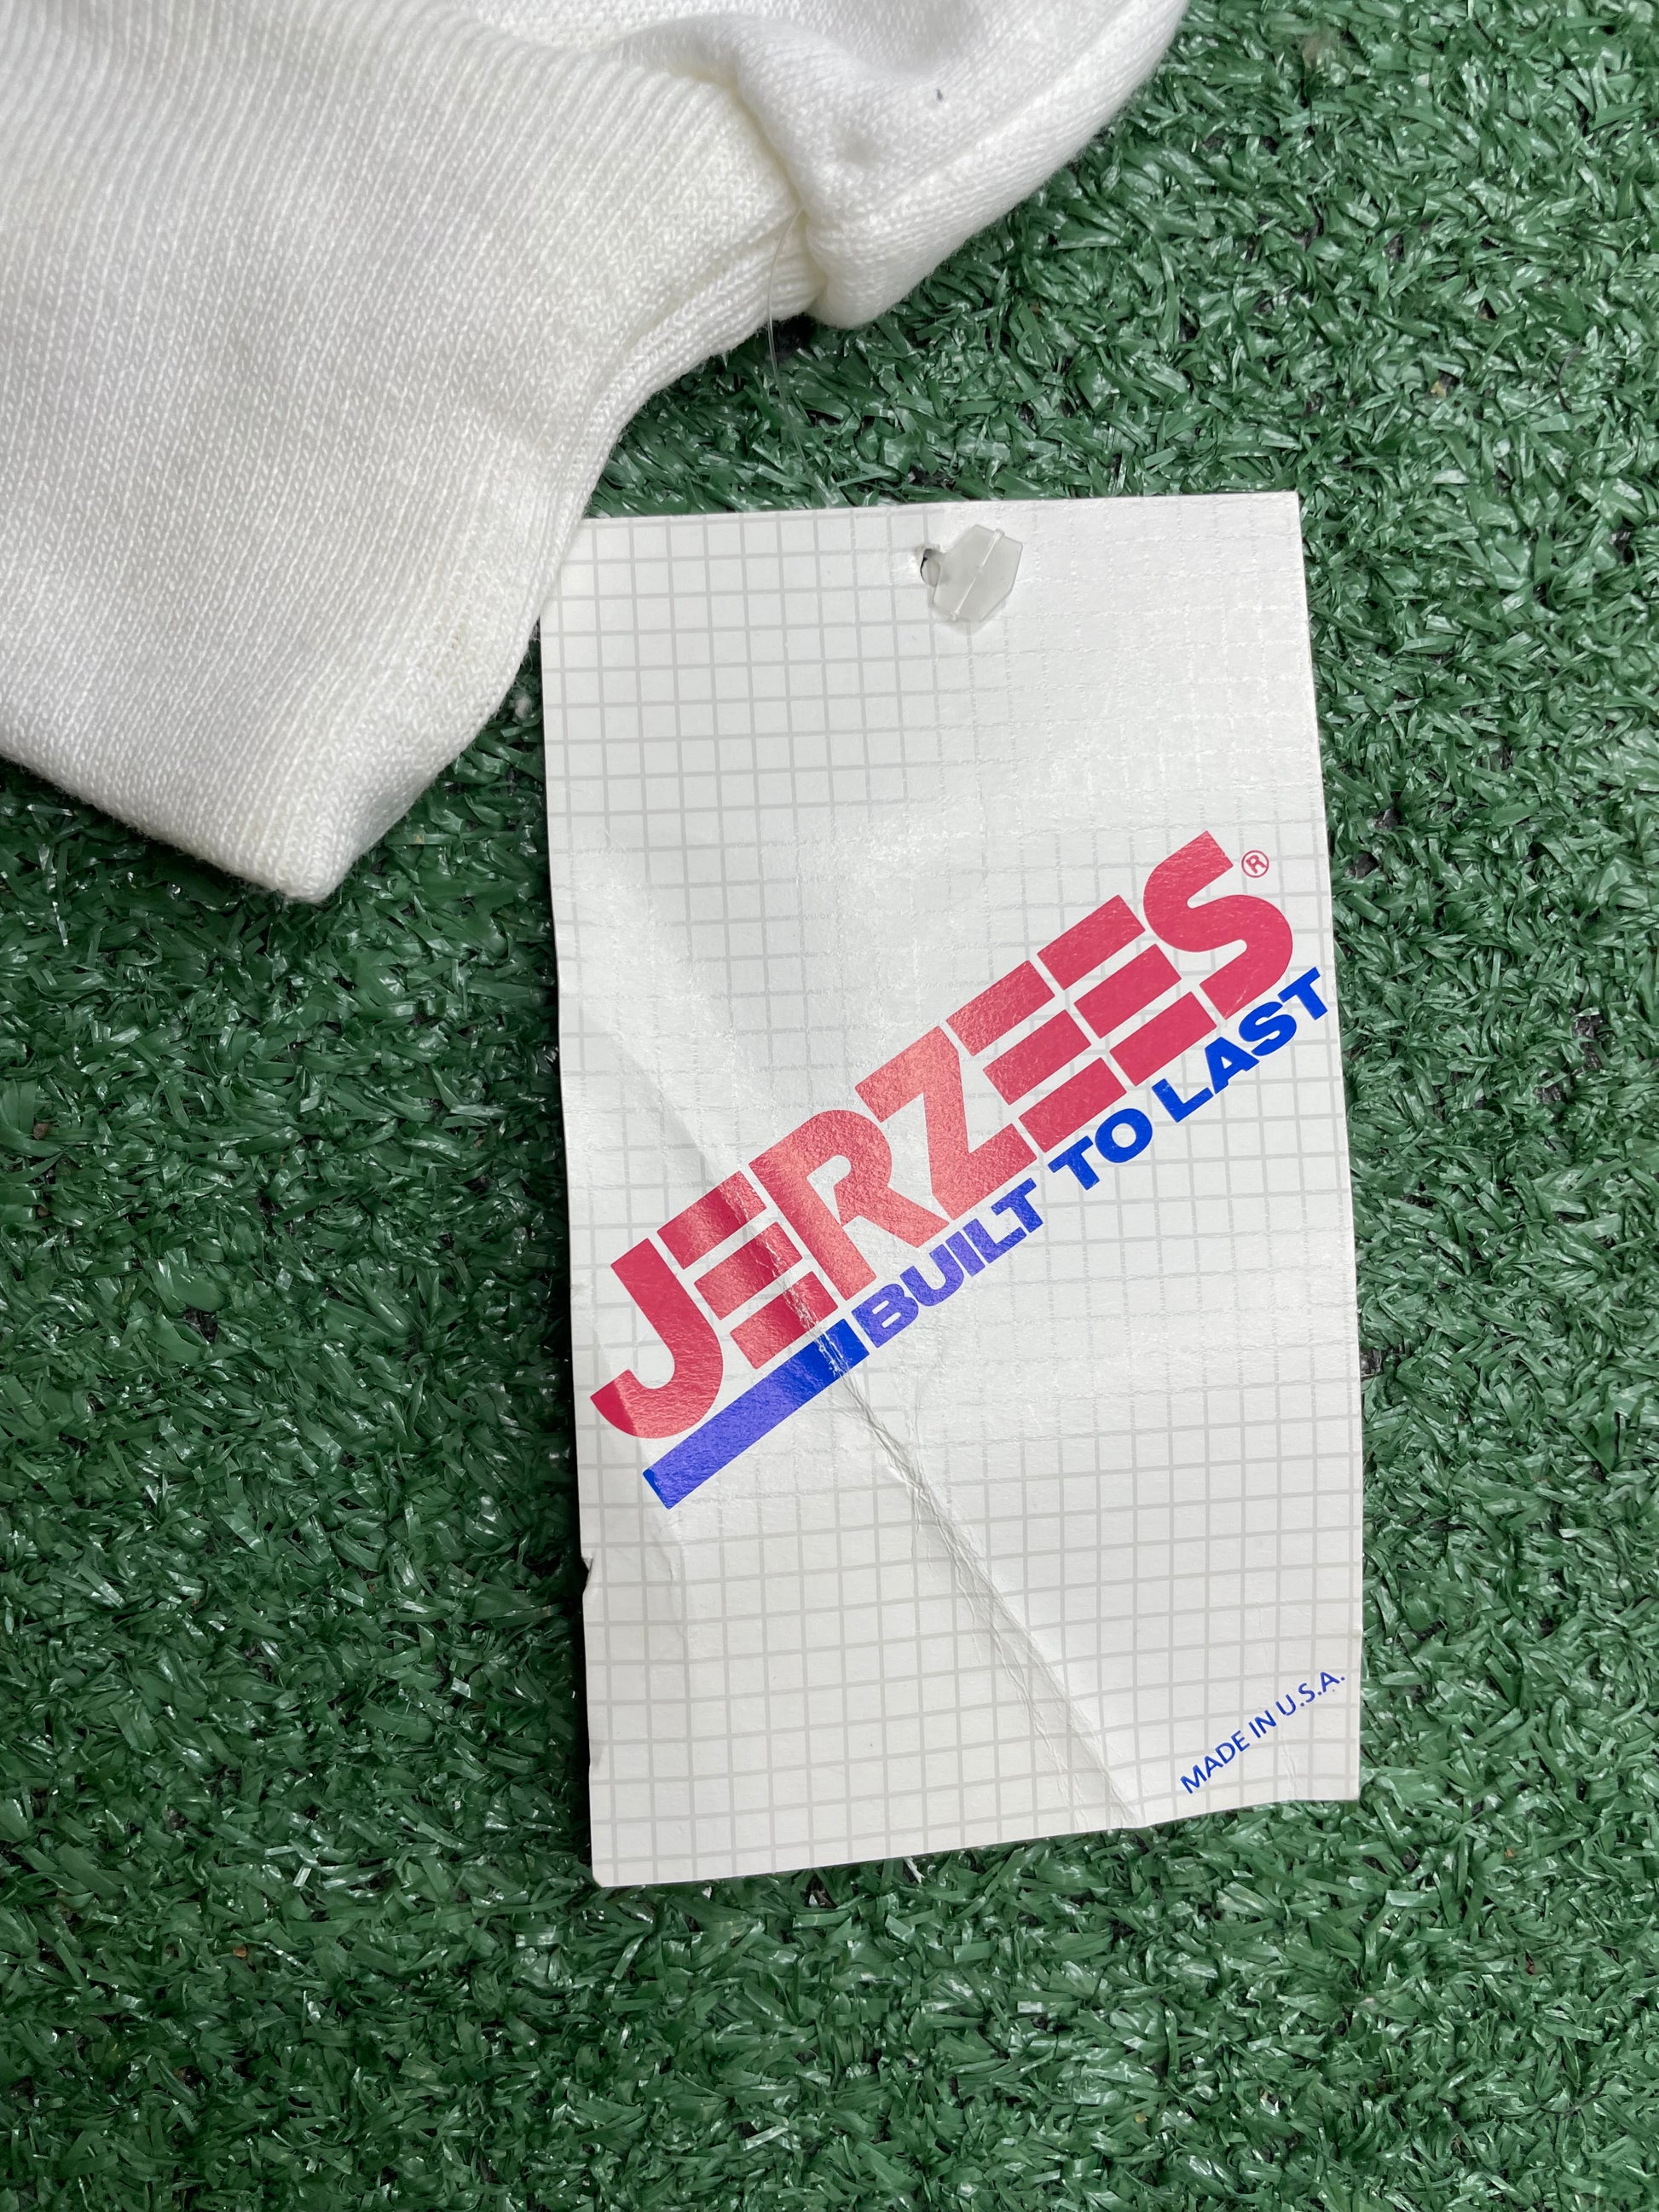 JERZEES®
BUILT TO LAST
MADE IN U.S.A.